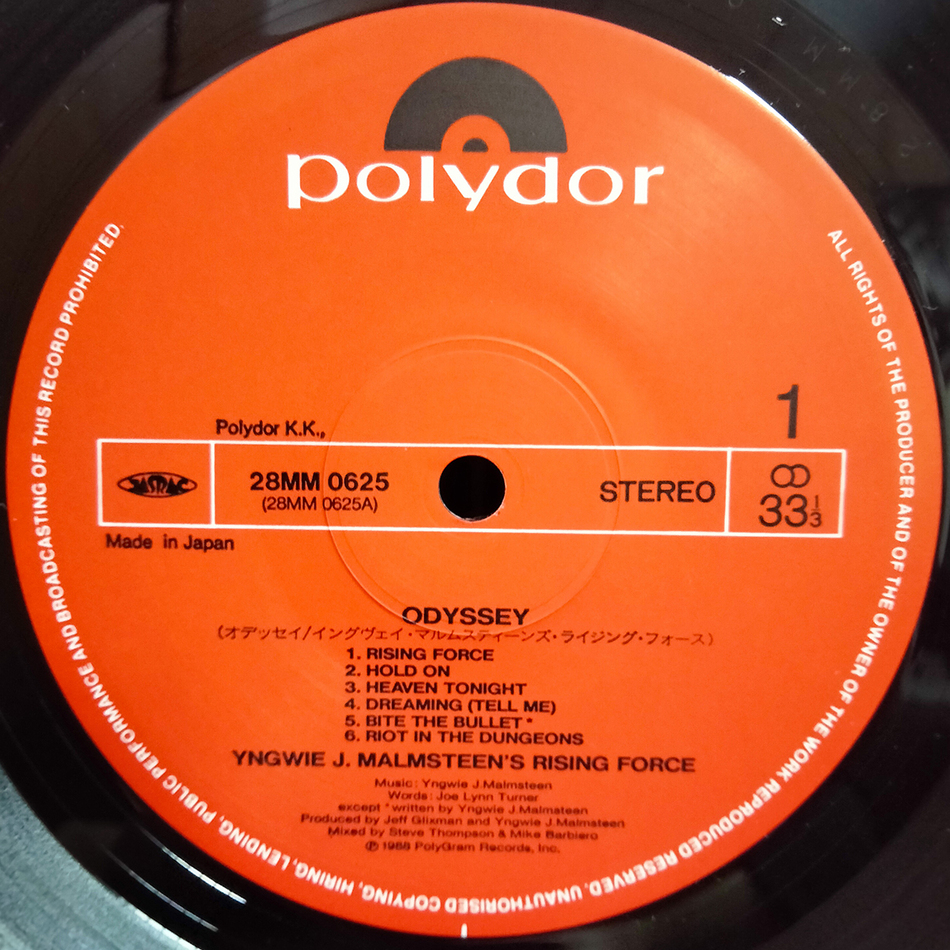 polydor
1
Polydor K.K.,
JASRAC
28MM 0625
(28MM 0625A)
STEREO
33 1/3
Made in Japan
ODYSSEY
(オデッセイ/イングヴェイ・マルムスティーンズ・ライジング・フォース)
1. RISING FORCE
2. HOLD ON
3. HEAVEN TONIGHT
4. DREAMING (TELL ME)
5. BITE THE BULLET*
6. RIOT IN THE DUNGEONS
YNGWIE J. MALMSTEEN'S RISING FORCE
Music: Yngwie J.Malmsteen
Words: Joe Lynn Turner
except *written by Yngwie J.Malmsteen
Produced by Jeff Glixman and Yngwie J.Malmsteen
Mixed by Steve Thompson & Mike Barbiero
℗ 1988 PolyGram Records, Inc.
ALL RIGHTS OF THE PRODUCER AND OF THE OWNER OF THE WORK REPRODUCED RESERVED. UNAUTHORISED COPYING, HIRING, LENDING, PUBLIC PERFORMANCE AND BROADCASTING OF THIS RECORD PROHIBITED.